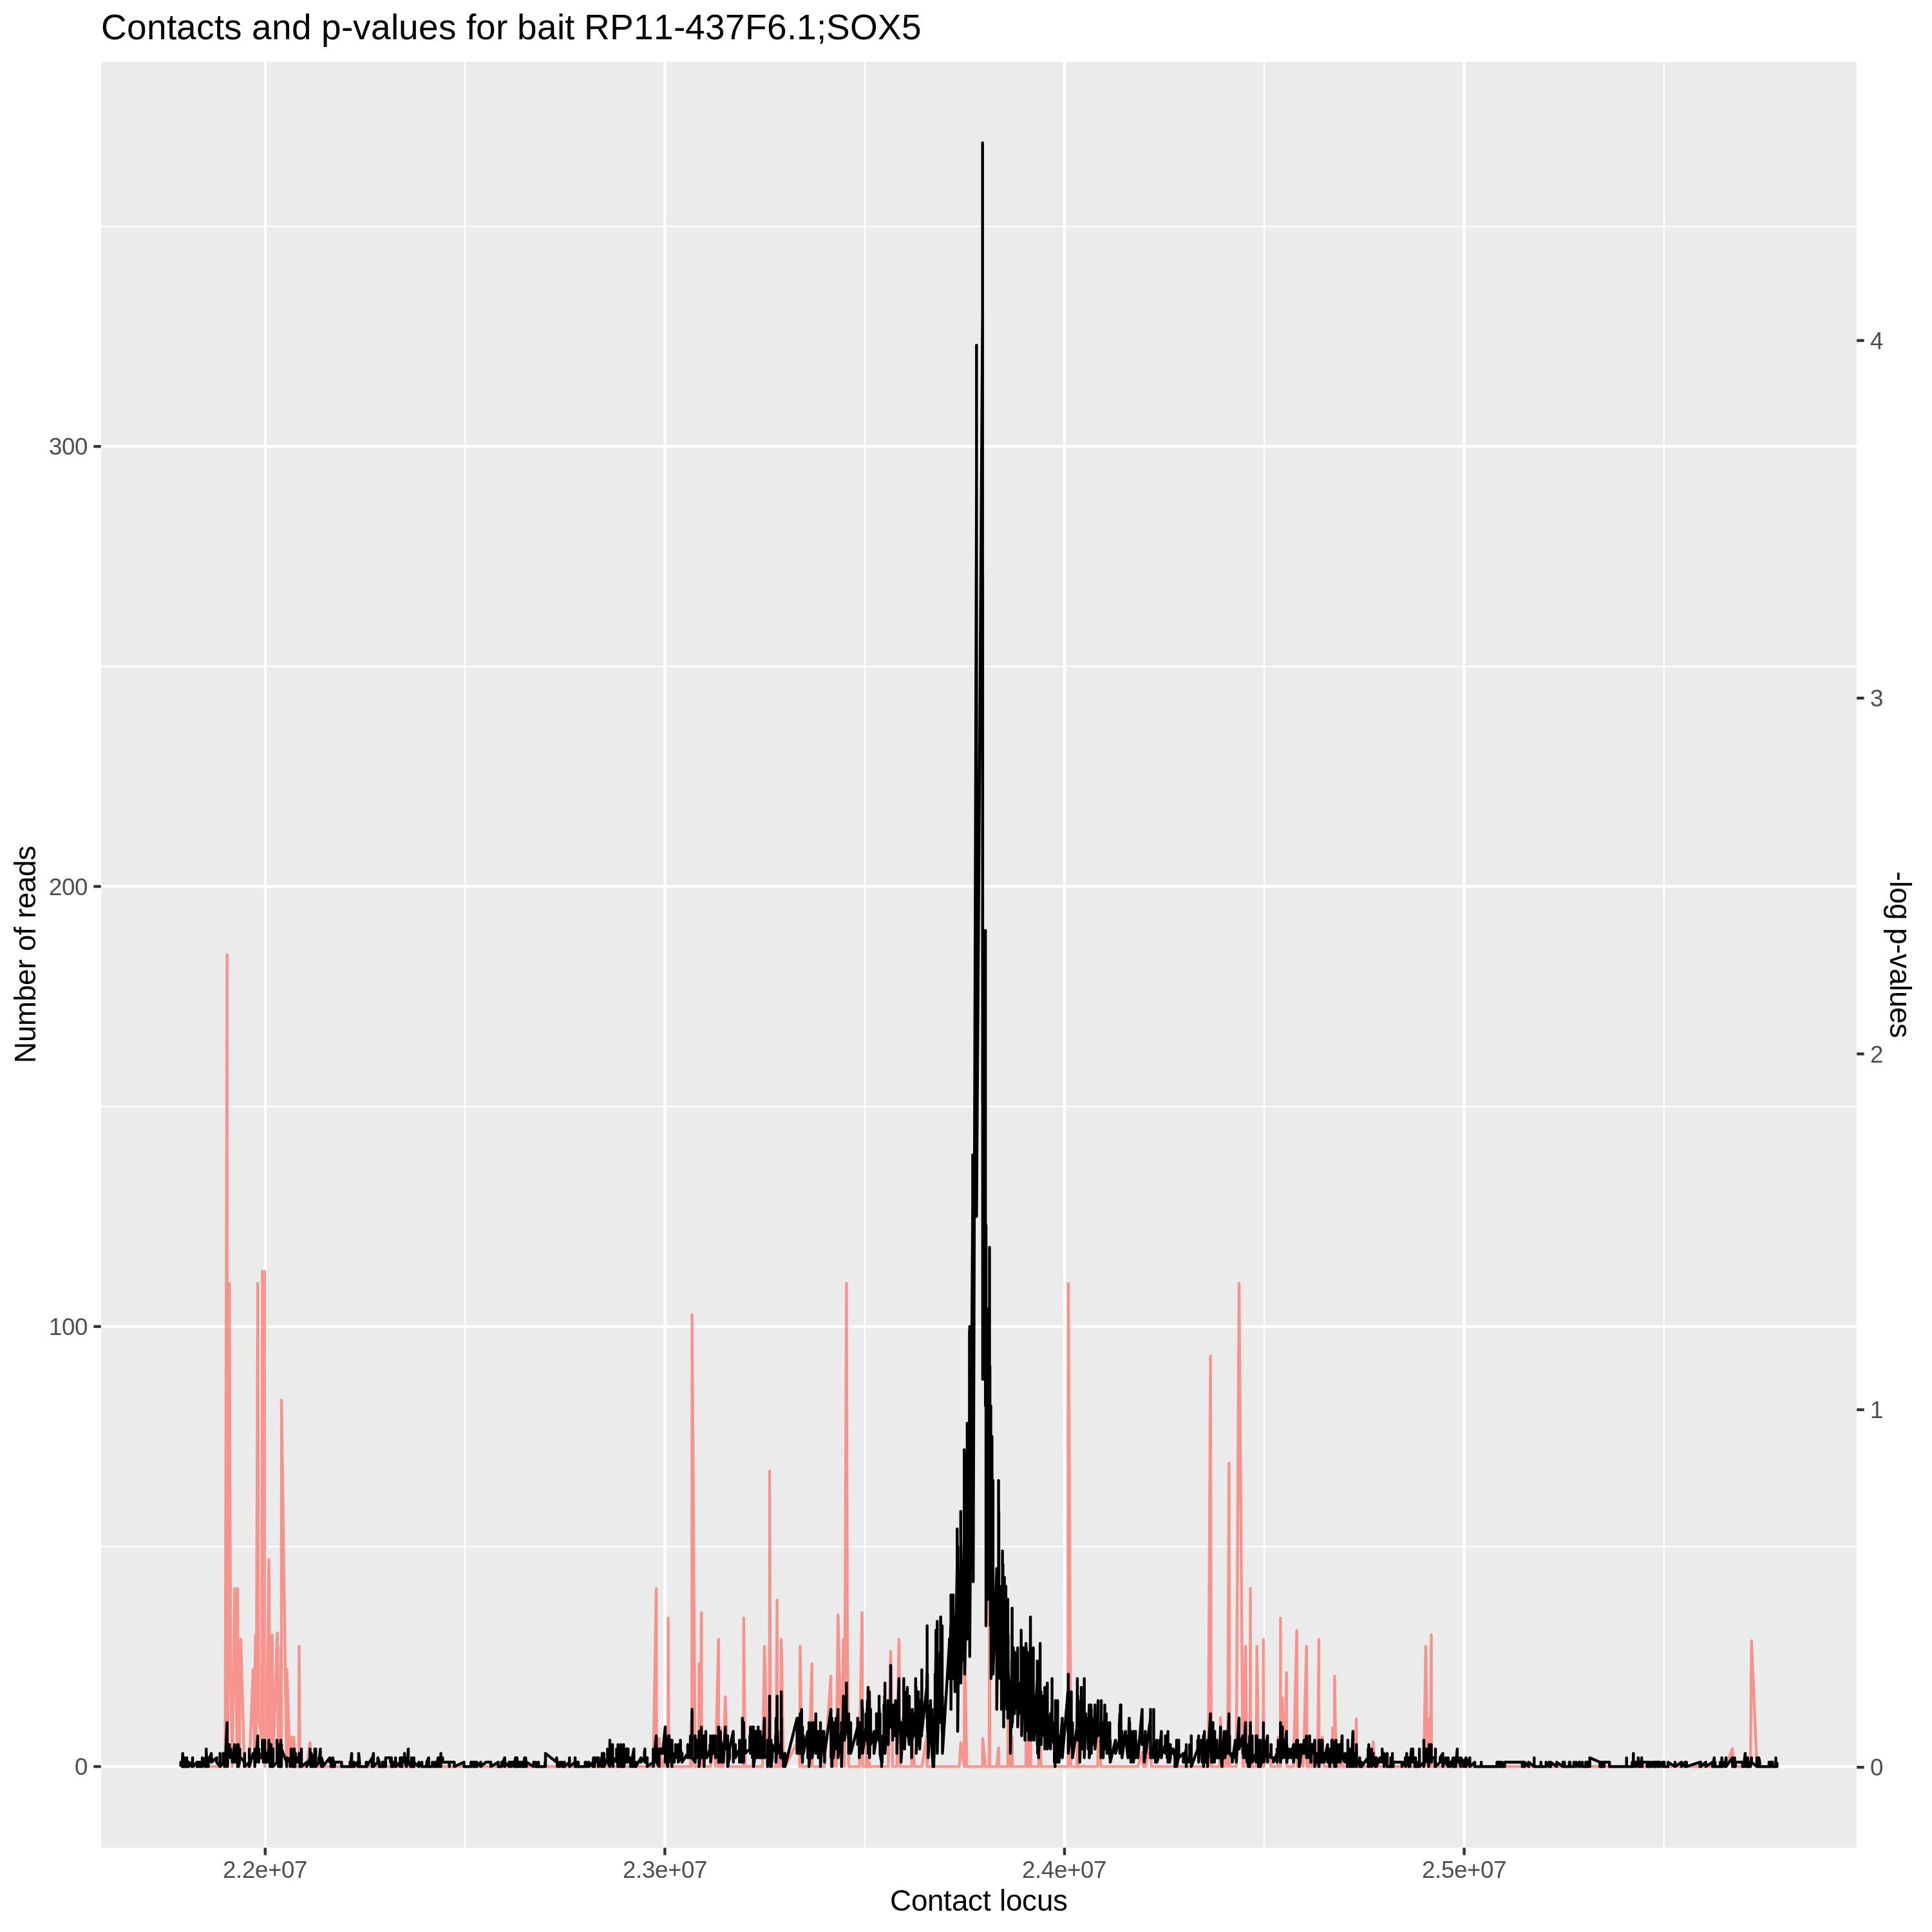 Contacts and p-values for bait RP11-437F6.1;SOX5
Number of reads
300
200
100
0
4
3
2
1
0
-log p-values
2.2e+07 2.3e+07 2.4e+07 2.5e+07
Contact locus